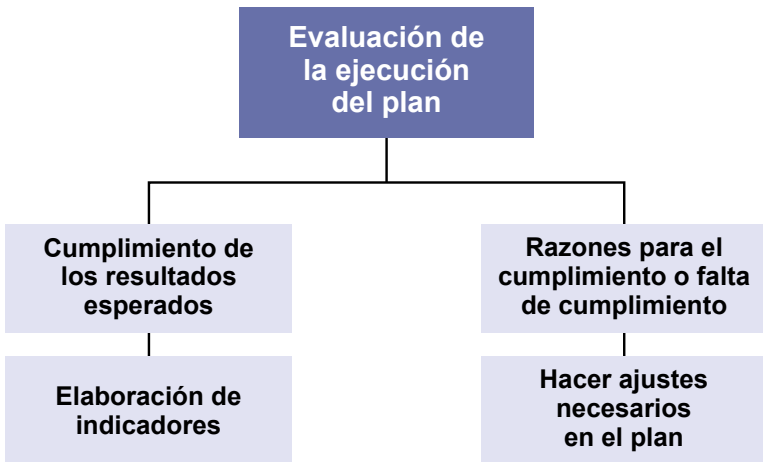 Evaluación de
la ejecución
del plan
Cumplimiento de
los resultados
esperados
Razones para el
cumplimiento o falta
de cumplimiento
Elaboración de
indicadores
Hacer ajustes
necesarios
en el plan